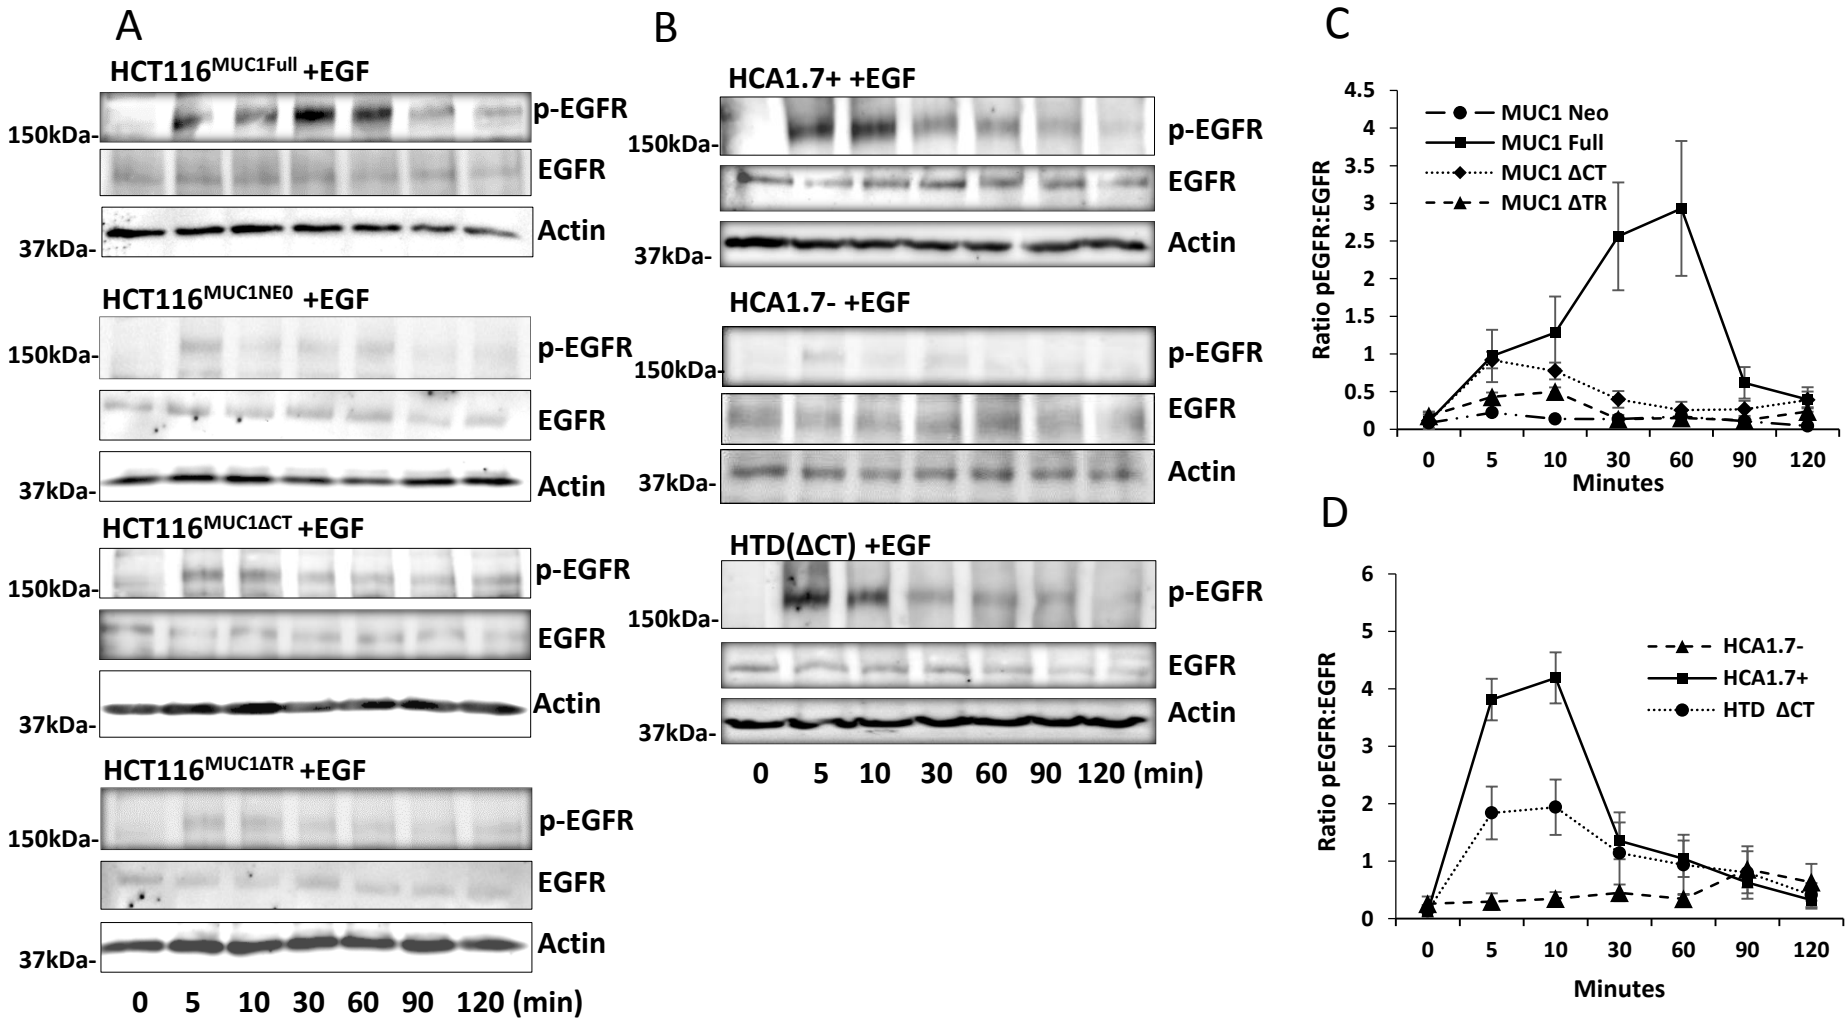 A
HCT116MUC1Full +EGF
p-EGFR
150kDa-
EGFR
Actin
37kDa-
HCT116MUC1NE0 +EGF
p-EGFR
150kDa-
EGFR
Actin
37kDa-
HCT116MUC1ΔCT +EGF
p-EGFR
150kDa-
EGFR
Actin
37kDa-
HCT116MUC1ΔTR +EGF
p-EGFR
150kDa-
EGFR
Actin
37kDa-
0 5 10 30 60 90 120 (min)
B
HCA1.7+ +EGF
p-EGFR
150kDa-
EGFR
Actin
37kDa-
HCA1.7- +EGF
p-EGFR
150kDa-
EGFR
Actin
37kDa-
HTD(ΔCT) +EGF
p-EGFR
150kDa-
EGFR
Actin
37kDa-
0 5 10 30 60 90 120 (min)
C
Ratio pEGFR:EGFR
4.5
4
3.5
3
2.5
2
1.5
1
0.5
0
MUC1 Neo
MUC1 Full
MUC1 ΔCT
MUC1 ΔTR
0 5 10 30 60 90 120
Minutes
D
Ratio pEGFR:EGFR
6
5
4
3
2
1
0
HCA1.7-
HCA1.7+
HTD ΔCT
0 5 10 30 60 90 120
Minutes